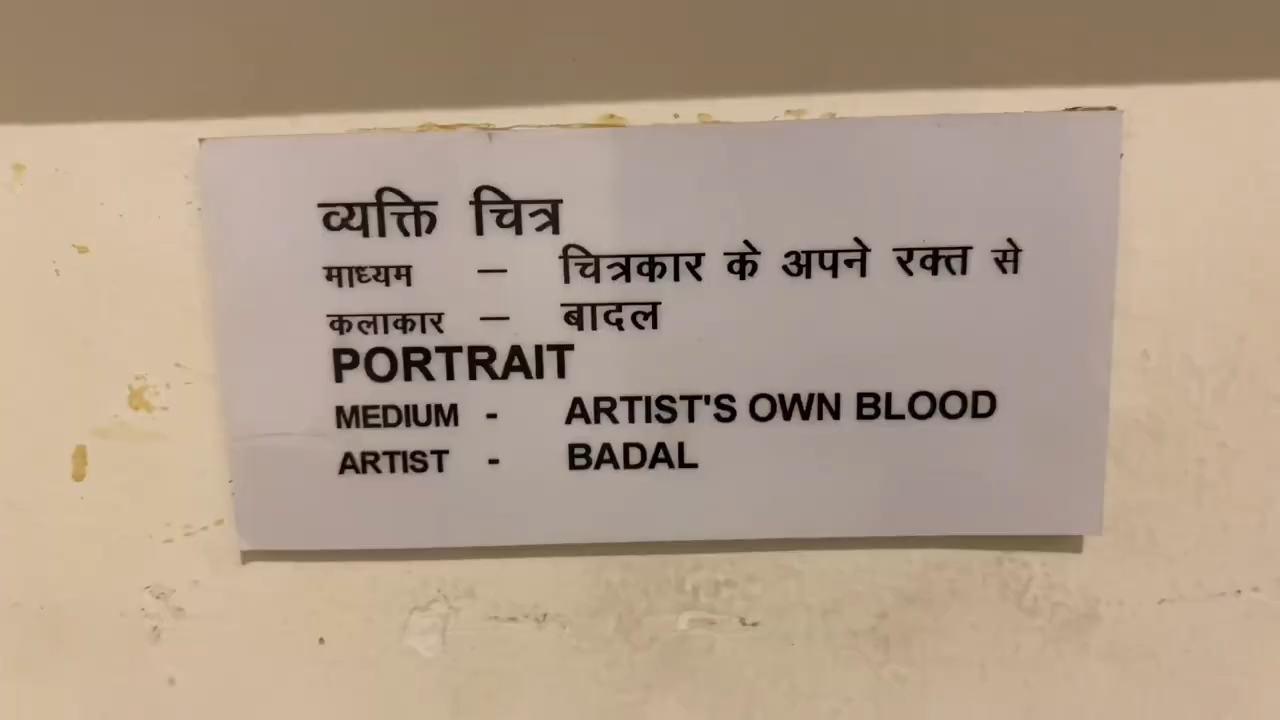 व्यक्ति चित्र
माध्यम – चित्रकार के अपने रक्त से
कलाकार – बादल
PORTRAIT
MEDIUM - ARTIST'S OWN BLOOD
ARTIST - BADAL